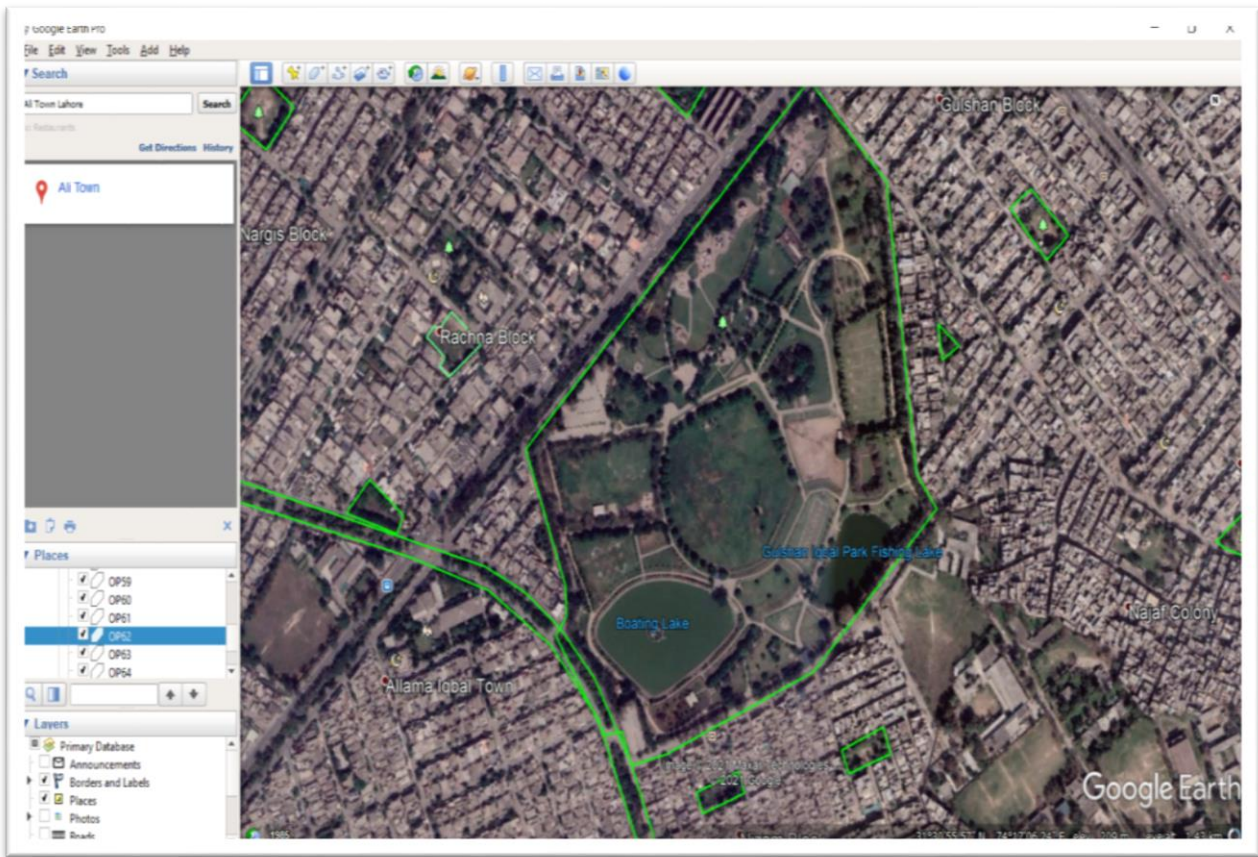 Google Earth Pro
File Edit View Tools Add Help
Search
Ali Town Lahore
Search
Restaurants
Get Directions History
Ali Town
Places
OP59
OP60
OP61
OP62
OP63
OP64
Layers
Primary Database
Announcements
Borders and Labels
Places
Photos
Roads
Gulshan Block
Nargis Block
Rachna Block
Gulshan Iqbal Park Fishing Lake
Boating Lake
Najaf Colony
Allama Iqbal Town
Google Earth
1985